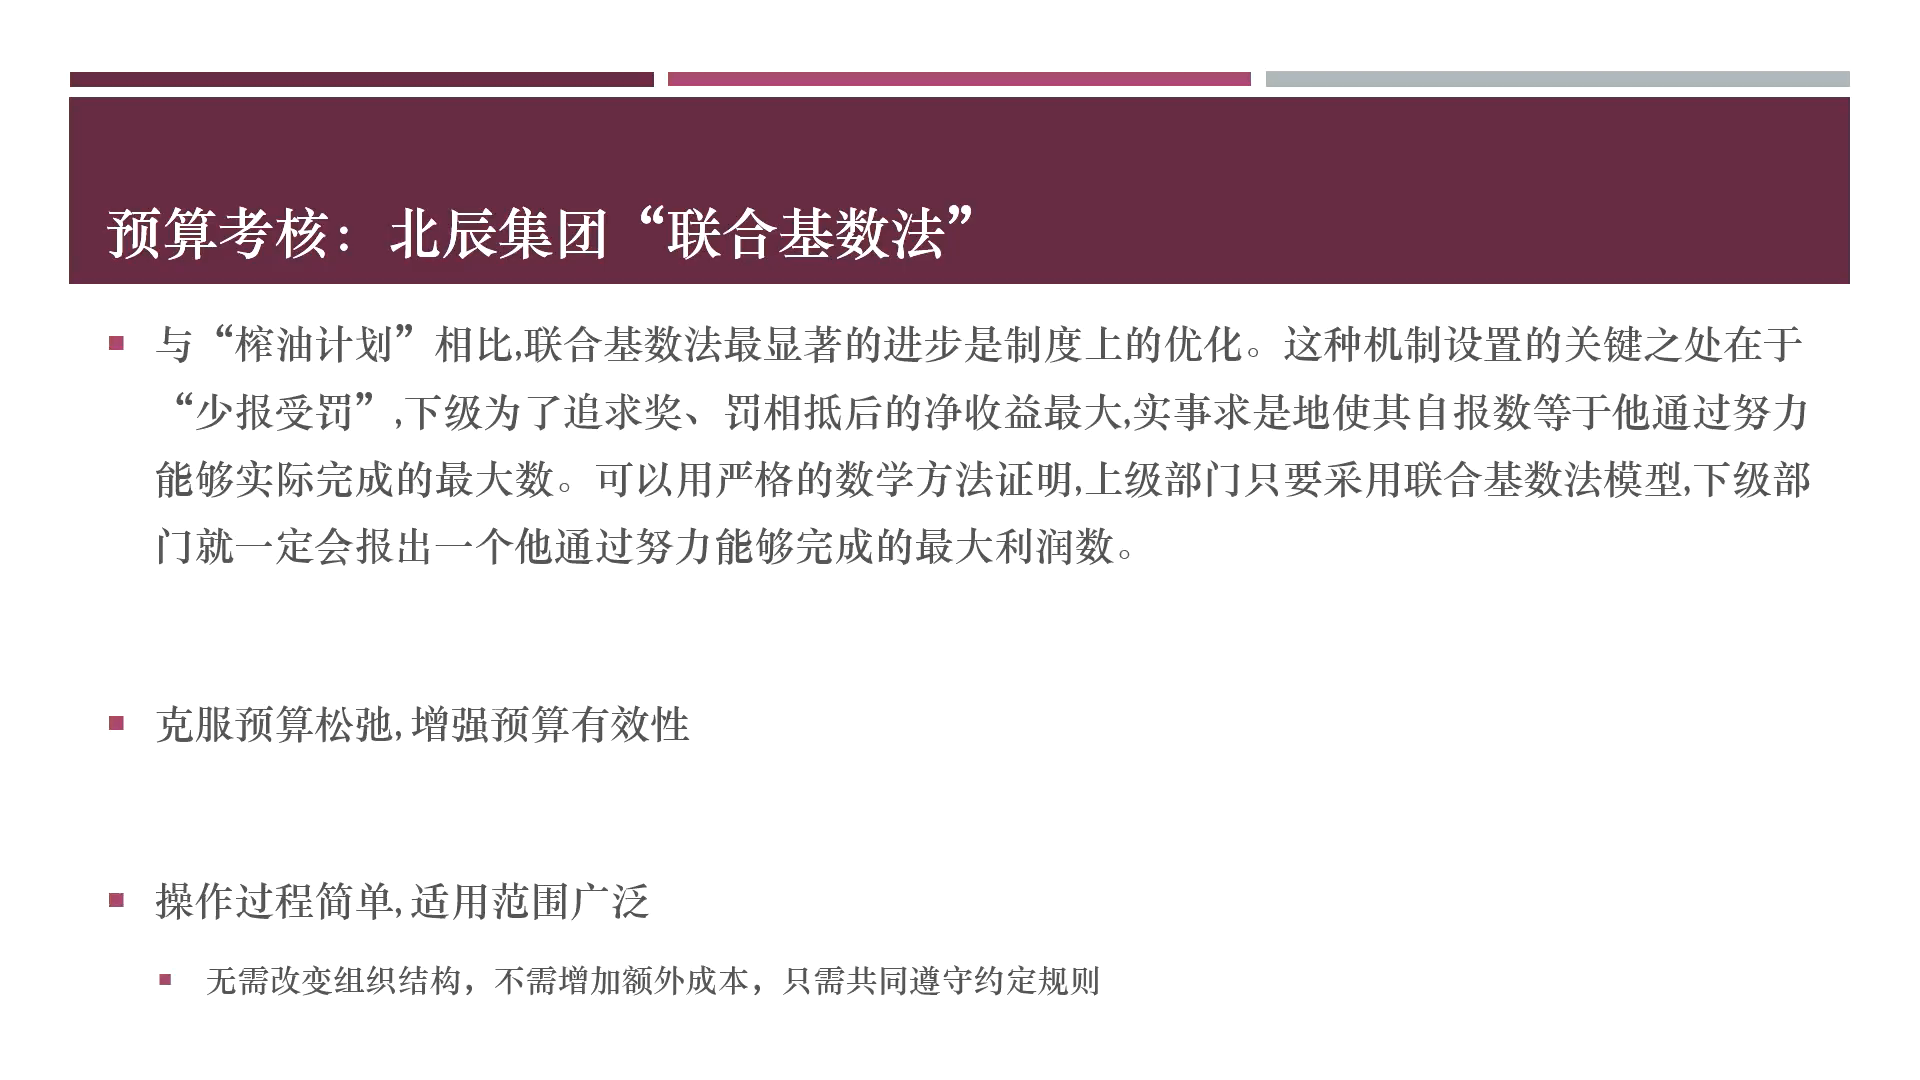 预算考核：北辰集团“联合基数法”
与“榨油计划”相比,联合基数法最显著的进步是制度上的优化。这种机制设置的关键之处在于
“少报受罚”,下级为了追求奖、罚相抵后的净收益最大,实事求是地使其自报数等于他通过努力
能够实际完成的最大数。可以用严格的数学方法证明,上级部门只要采用联合基数法模型,下级部
门就一定会报出一个他通过努力能够完成的最大利润数。
克服预算松弛,增强预算有效性
操作过程简单,适用范围广泛
无需改变组织结构，不需增加额外成本，只需共同遵守约定规则